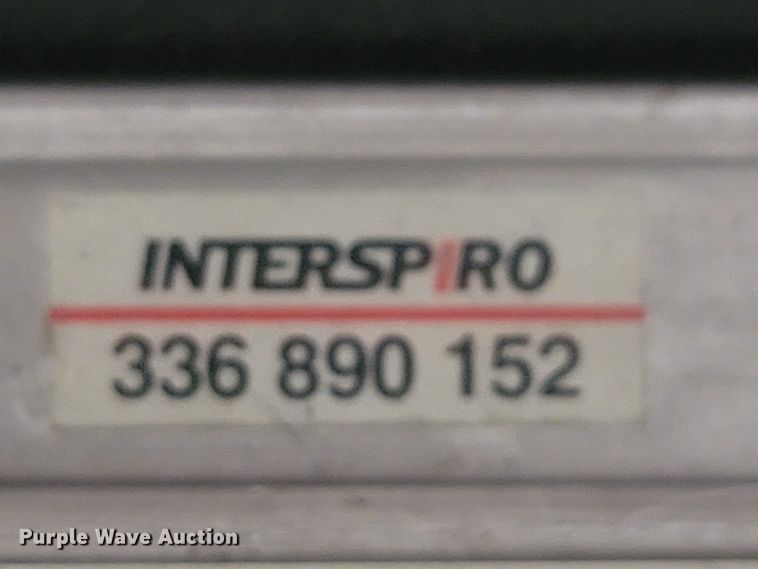 INTERSPIRO
336 890 152
Purple Wave Auction